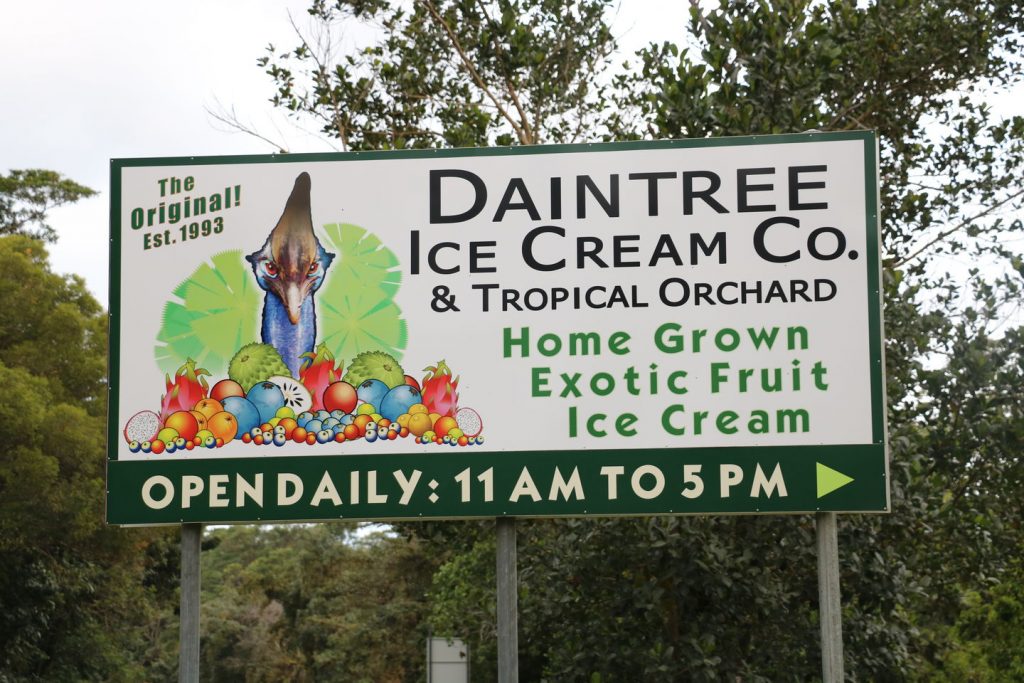 The
Original!
Est. 1993
DAINTREE
ICE CREAM CO.
& TROPICAL ORCHARD
Home Grown
Exotic Fruit
Ice Cream
OPEN DAILY: 11 AM TO 5 PM